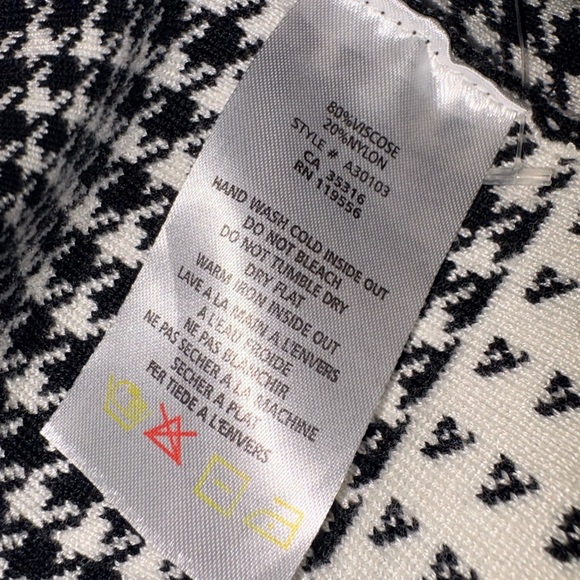 80%VISCOSE
20%NYLON
STYLE # A30103
CA 35316
RN 119556
HAND WASH COLD INSIDE OUT
DO NOT BLEACH
DO NOT TUMBLE DRY
DRY FLAT
WARM IRON INSIDE OUT
LAVE A LA MAIN A L'ENVERS
A L'EAU FROIDE
NE PAS BLANCHIR
NE PAS SECHER A LA MACHINE
SECHER A PLAT
FER TIEDE A L'ENVERS